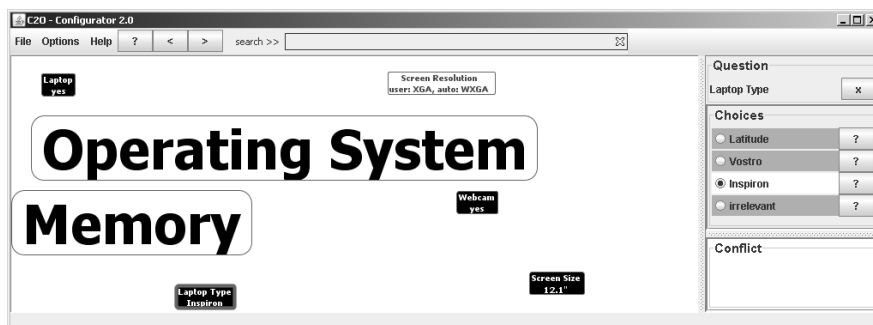 C2O - Configurator 2.0
File Options Help ? < > search >>
Laptop
yes
Screen Resolution
user: XGA, auto: WXGA
Operating System
Memory
Webcam
yes
Laptop Type
Inspiron
Screen Size
12.1"
Question
Laptop Type x
Choices
Latitude ?
Vostro ?
Inspiron ?
irrelevant ?
Conflict